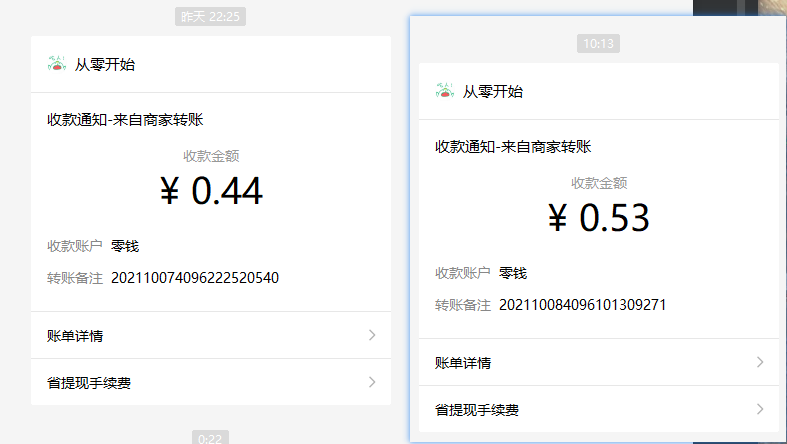 昨天 22:25
从零开始
收款通知-来自商家转账
收款金额
¥ 0.44
收款账户 零钱
转账备注 202110074096222520540
账单详情
省提现手续费
0:22
10:13
从零开始
收款通知-来自商家转账
收款金额
¥ 0.53
收款账户 零钱
转账备注 202110084096101309271
账单详情
省提现手续费